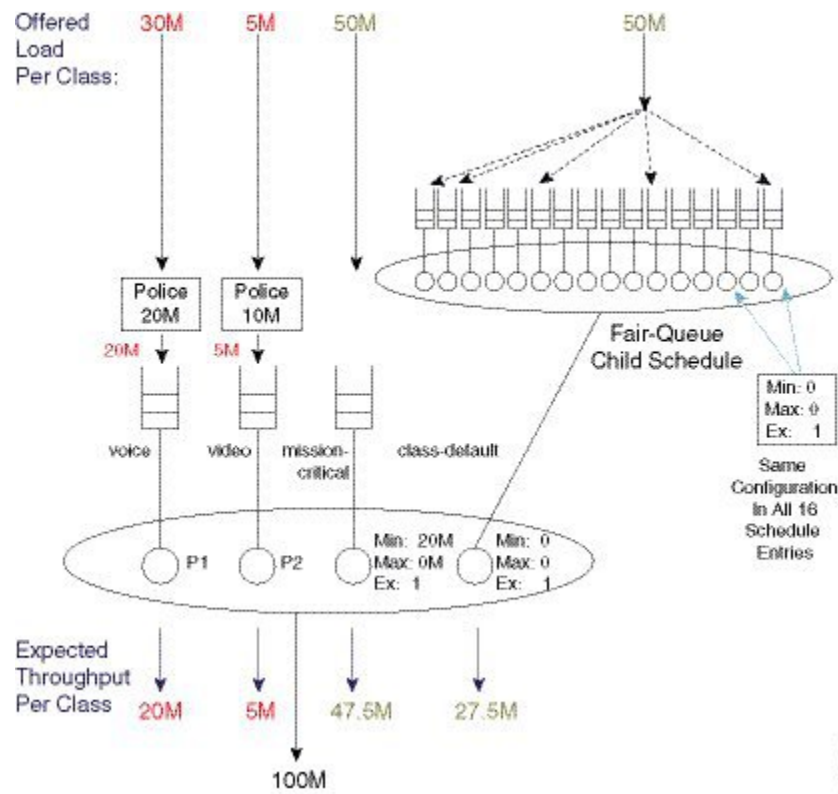 Offered
Load
Per Class:
30M
5M
50M
50M
Police
20M
Police
10M
20M
5M
Fair-Queue
Child Schedule
Min: 0
Max: 0
Ex: 1
Same
Configuration
In All 16
Schedule
Entries
voice
video
mission-
critical
class-default
P1
P2
Min: 20M
Max: 0M
Ex: 1
Min: 0
Max: 0
Ex: 1
Expected
Throughput
Per Class
20M
5M
47.5M
27.5M
100M